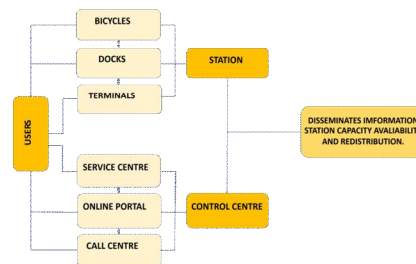 BICYCLES
DOCKS
STATION
TERMINALS
USERS
DISSEMINATES IMFORMATION
STATION CAPACITY AVALIABILIT
AND REDISTRIBUTION.
SERVICE CENTRE
ONLINE PORTAL
CONTROL CENTRE
CALL CENTRE